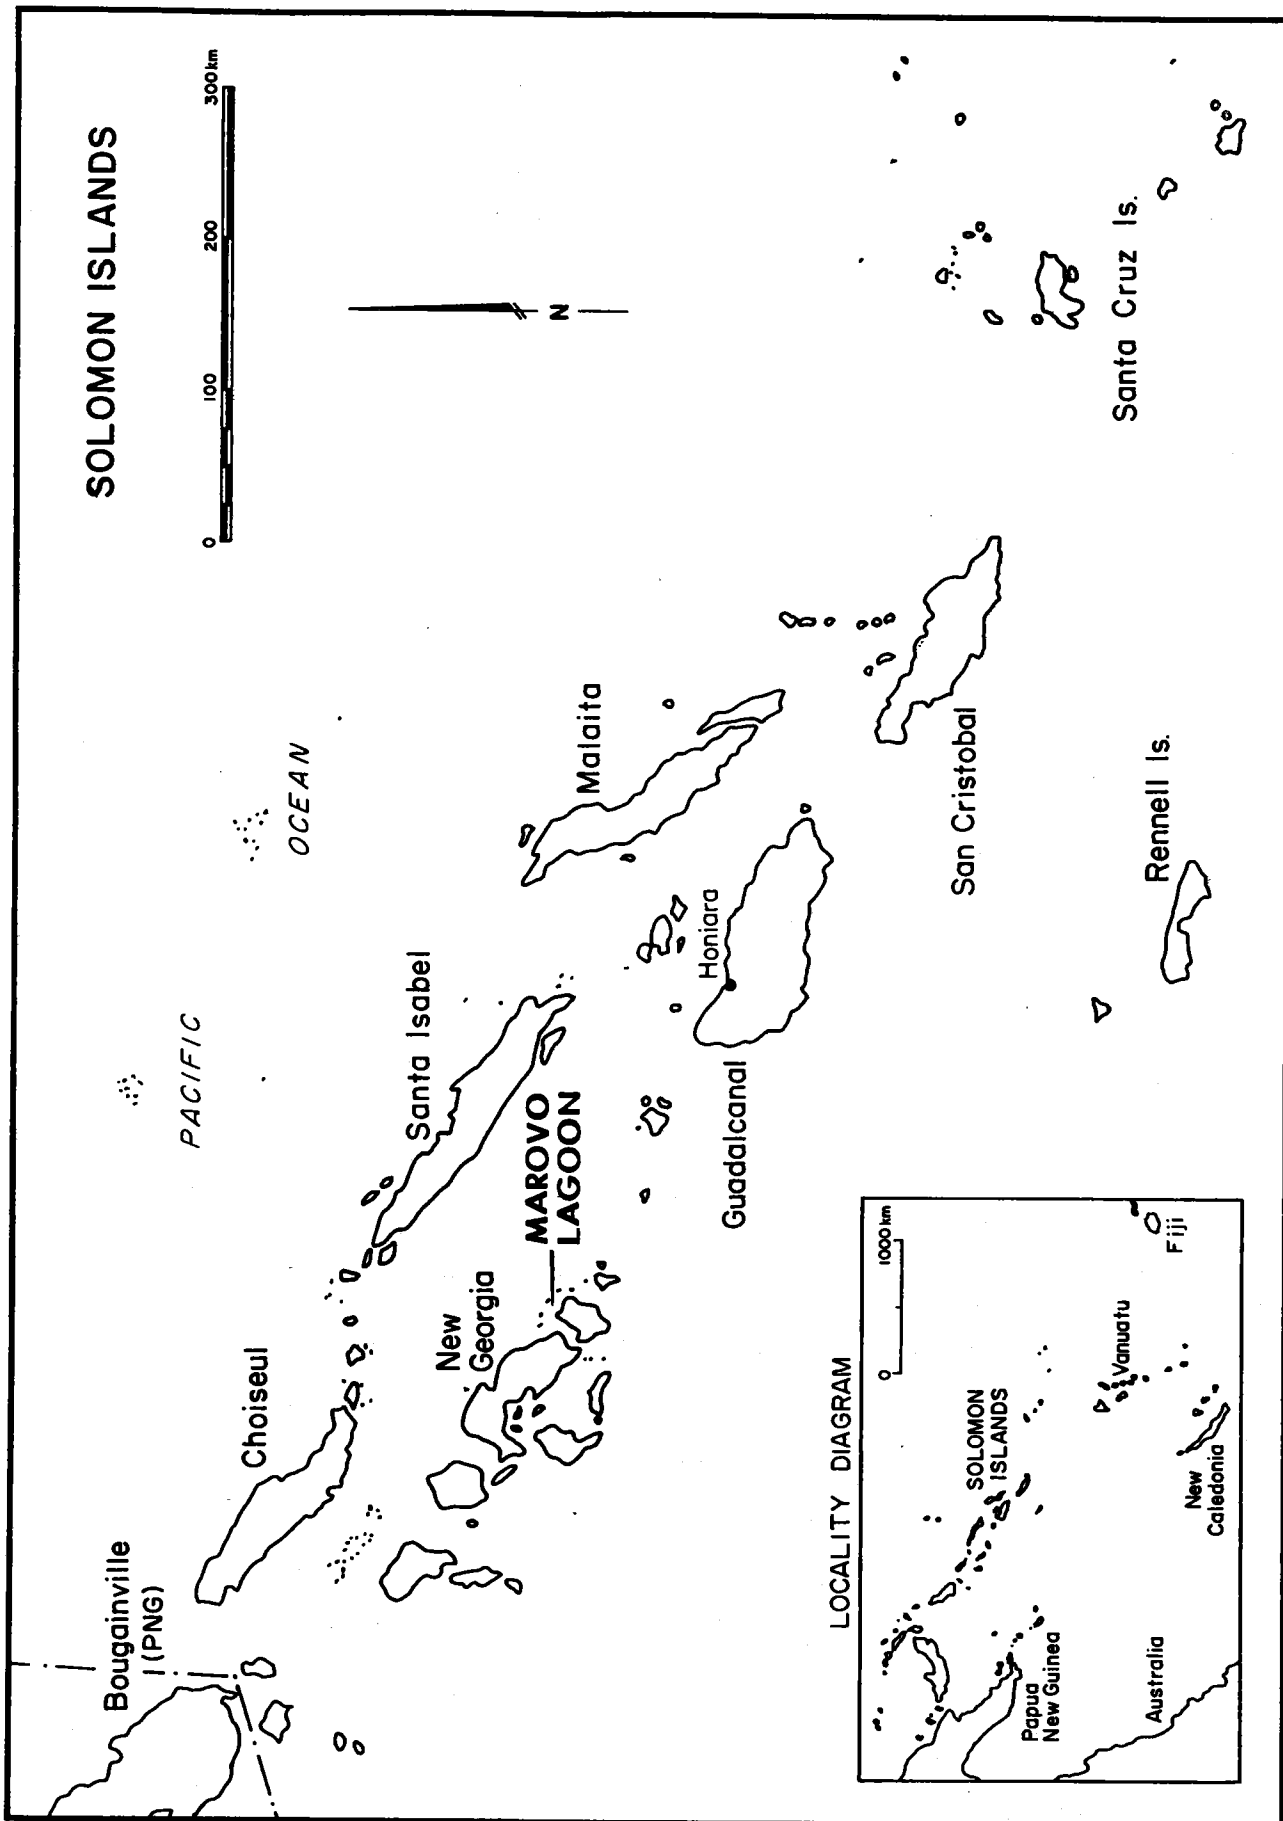 SOLOMON ISLANDS
0 100 200 300km
N
PACIFIC
OCEAN
Bougainville
(PNG)
Choiseul
Santa Isabel
Malaita
New
Georgia
MAROVO
LAGOON
Honiara
Guadalcanal
San Cristobal
Santa Cruz Is.
Rennell Is.
LOCALITY DIAGRAM
0 1000km
SOLOMON
ISLANDS
Papua
New Guinea
Australia
Vanuatu
New
Caledonia
Fiji